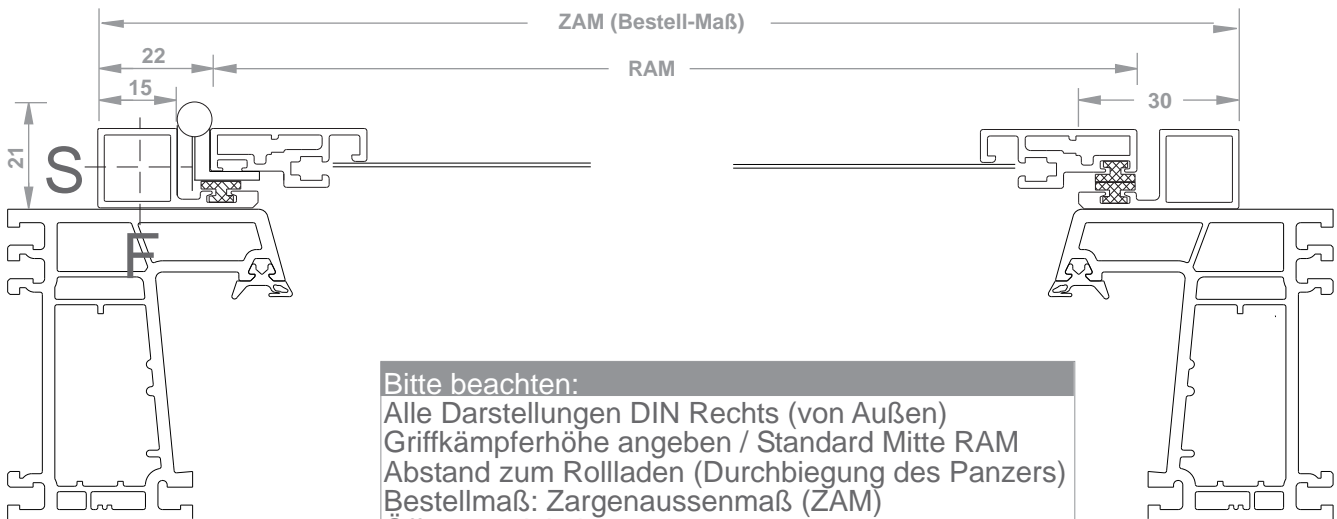 ZAM (Bestell-Maß)
22
RAM
15
30
21
S
F
Bitte beachten:
Alle Darstellungen DIN Rechts (von Außen)
Griffkämpferhöhe angeben / Standard Mitte RAM
Abstand zum Rollladen (Durchbiegung des Panzers)
Bestellmaß: Zargenaussenmaß (ZAM)